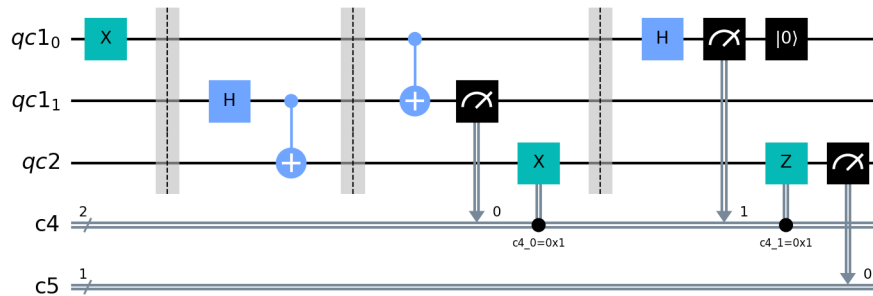 qc1₀ X H |0⟩
qc1₁ H
qc2 X Z
c4 2 0 1
c4_0=0x1 c4_1=0x1
c5 1 0